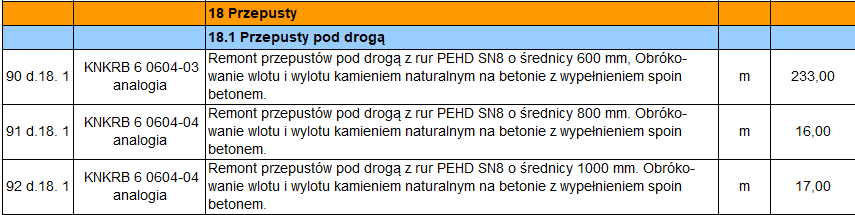 18 Przepusty
18.1 Przepusty pod drogą
90 d.18. 1 KNKRB 6 0604-03 analogia Remont przepustów pod drogą z rur PEHD SN8 o średnicy 600 mm, Obróko-
wanie wlotu i wylotu kamieniem naturalnym na betonie z wypełnieniem spoin
betonem. m 233,00
91 d.18. 1 KNKRB 6 0604-04 analogia Remont przepustów pod drogą z rur PEHD SN8 o średnicy 800 mm. Obróko-
wanie wlotu i wylotu kamieniem naturalnym na betonie z wypełnieniem spoin
betonem. m 16,00
92 d.18. 1 KNKRB 6 0604-04 analogia Remont przepustów pod drogą z rur PEHD SN8 o średnicy 1000 mm. Obróko-
wanie wlotu i wylotu kamieniem naturalnym na betonie z wypełnieniem spoin
betonem. m 17,00